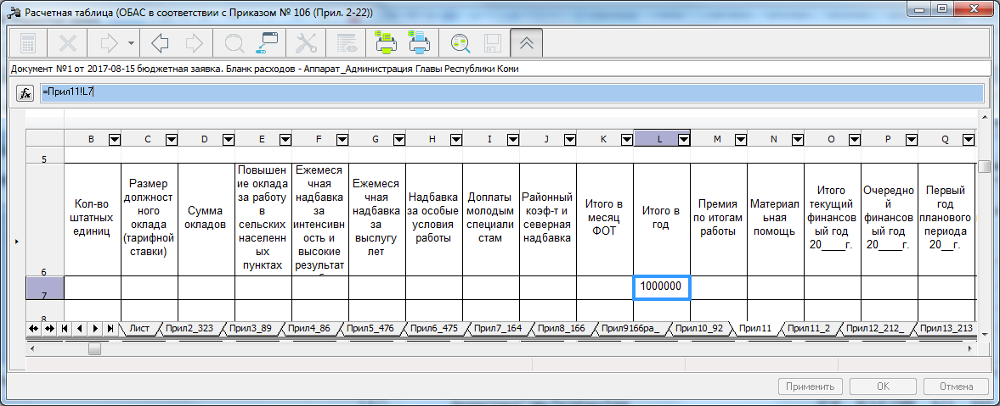 Расчетная таблица (ОБАС в соответствии с Приказом № 106 (Прил. 2-22))
Документ №1 от 2017-08-15 бюджетная заявка. Бланк расходов - Аппарат_Администрация Главы Республики Коми
fx =Прил11!L7
B C D E F G H I J K L M N O P Q
5
Кол-во
штатных
единиц
Размер
должност
ного
оклада
(тарифной
ставки)
Сумма
окладов
Повышен
ие оклада
за работу
в
сельских
населенн
ых
пунктах
Ежемеся
чная
надбавка
за
интенсивн
ость и
высокие
результат
Ежемеся
чная
надбавка
за
выслугу
лет
Надбавка
за особые
условия
работы
Доплаты
молодым
специали
стам
Районный
коэф-т и
северная
надбавка
Итого в
месяц
ФОТ
Итого в
год
Премия
по итогам
работы
Материал
ьная
помощь
Итого
текущий
финансов
ый год
20____г.
Очередно
й
финансов
ый год
20____г.
Первый
год
планового
периода
20__г.
6
7 1000000
8
Лист Прил2_323 Прил3_89 Прил4_86 Прил5_476 Прил6_475 Прил7_164 Прил8_166 Прил9166ра_ Прил10_92 Прил11 Прил11_2 Прил12_212_ Прил13_213
Применить OK Отмена